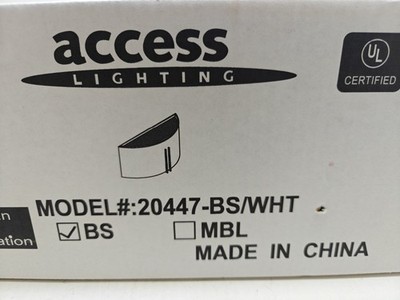 access
LIGHTING
UL
CERTIFIED
MODEL#:20447-BS/WHT
BS
MBL
MADE IN CHINA